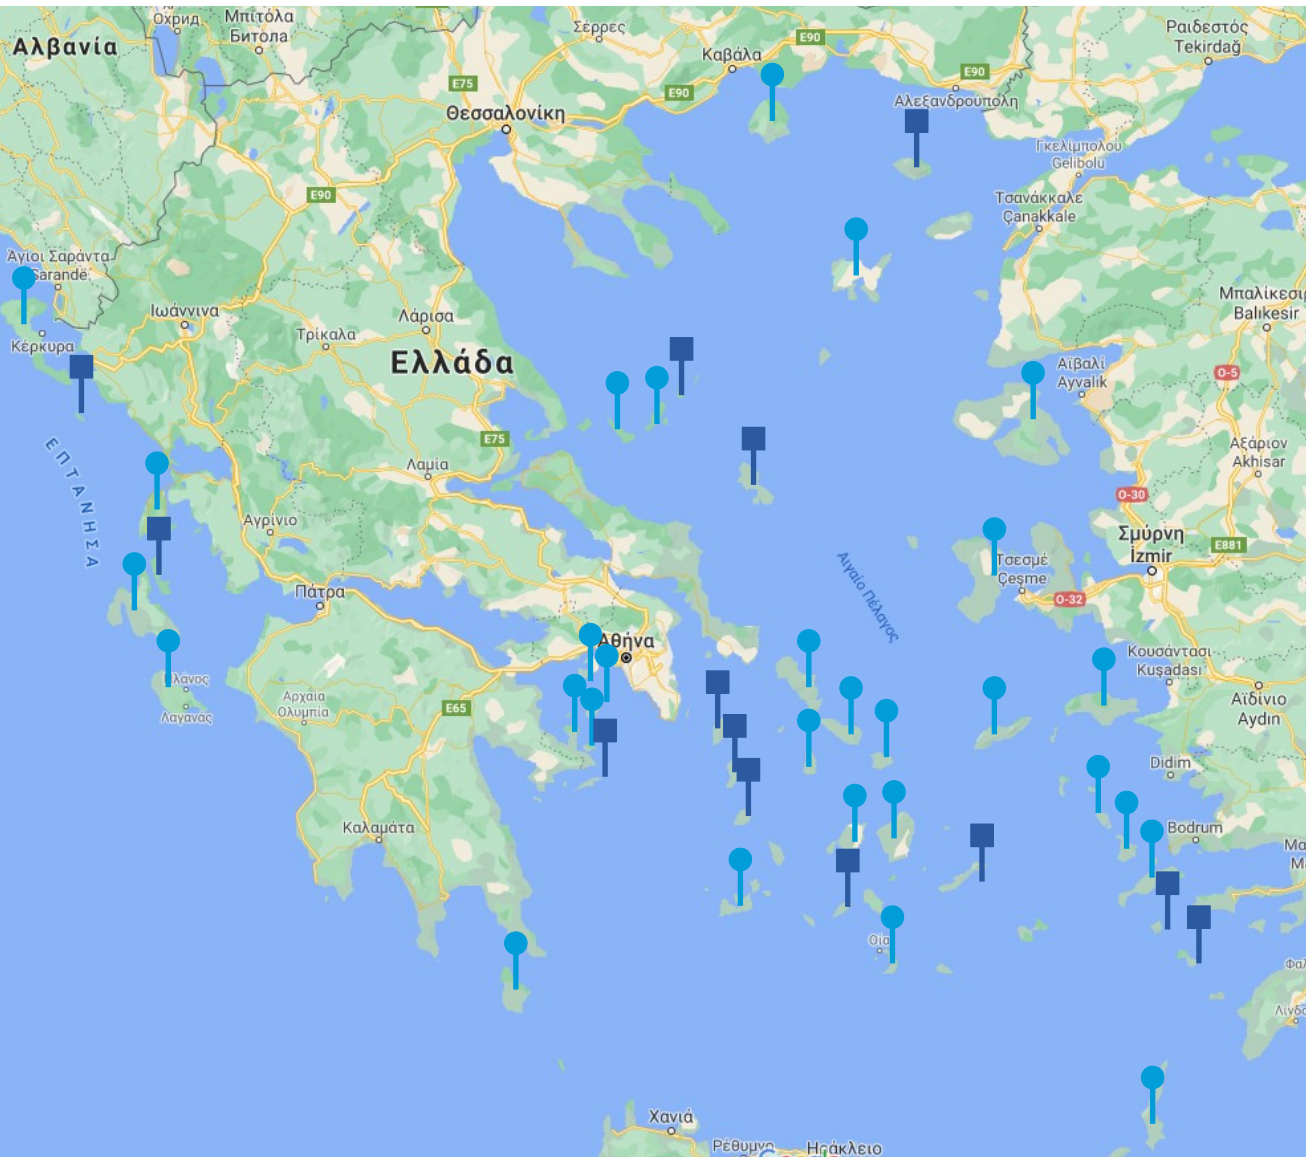 Οχρид
Μπιτόλα
Битола
Σέρρες
Ραιδεστός
Tekirdağ
Αλβανία
Καβάλα
E90
E75
E90
E90
Αλεξανδρούπολη
Θεσσαλονίκη
Γκελίμπολου
Gelibolu
E90
Τσανάκκαλε
Çanakkale
Άγιοι Σαράντα
Sarandë
Μπαλίκεσιρ
Balıkesir
Ιωάννινα
Λάρισα
Τρίκαλα
Κέρκυρα
Ελλάδα
Αϊβαλί
Ayvalık
O-5
E75
Αξάριον
Akhisar
Λαμία
ΕΠΤΑΝΗΣΑ
O-30
Αγρίνιο
Σμύρνη
İzmir
E881
Αιγαίο Πέλαγος
Τσεσμέ
Çeşme
O-32
Πάτρα
Αθήνα
Κουσάντασι
Kuşadası
Λαγανάς
Αρχαία
Ολυμπία
E65
Αϊδίνιο
Aydın
Didim
Καλαμάτα
Bodrum
Οία
Χανιά
Ρέθυμνο
Ηράκλειο